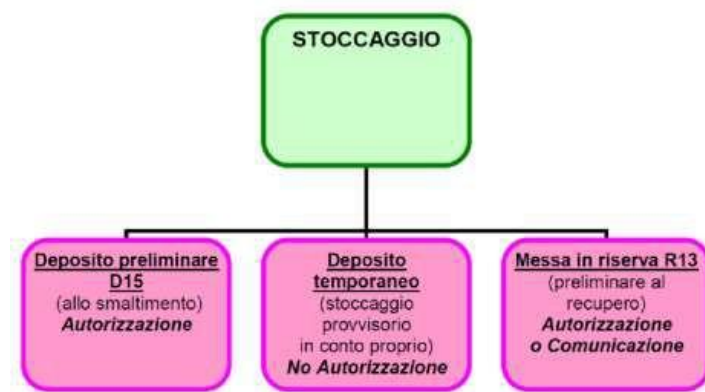 STOCCAGGIO
Deposito preliminare
D15
(allo smaltimento)
Autorizzazione
Deposito
temporaneo
(stoccaggio
provvisorio
in conto proprio)
No Autorizzazione
Messa in riserva R13
(preliminare al
recupero)
Autorizzazione
o Comunicazione